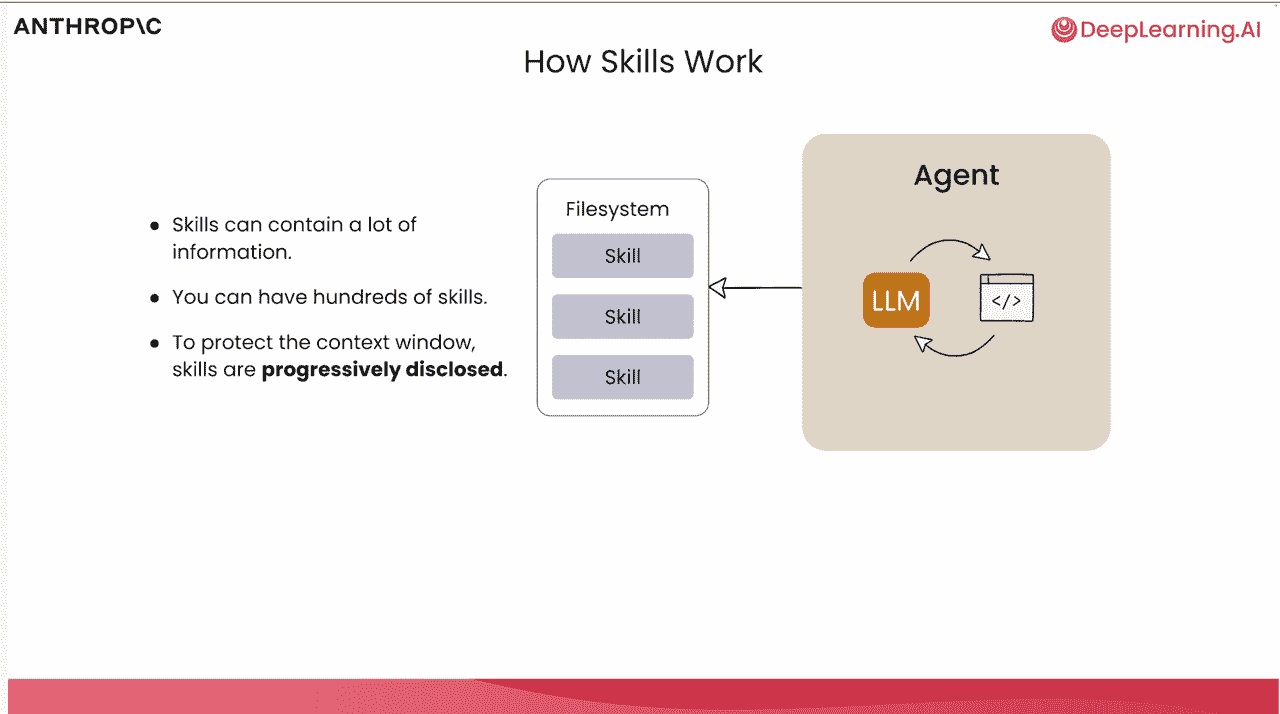 ANTHROP\C
DeepLearning.AI
How Skills Work
● Skills can contain a lot of
information.
● You can have hundreds of skills.
● To protect the context window,
skills are progressively disclosed.
Filesystem
Skill
Skill
Skill
Agent
LLM
</>